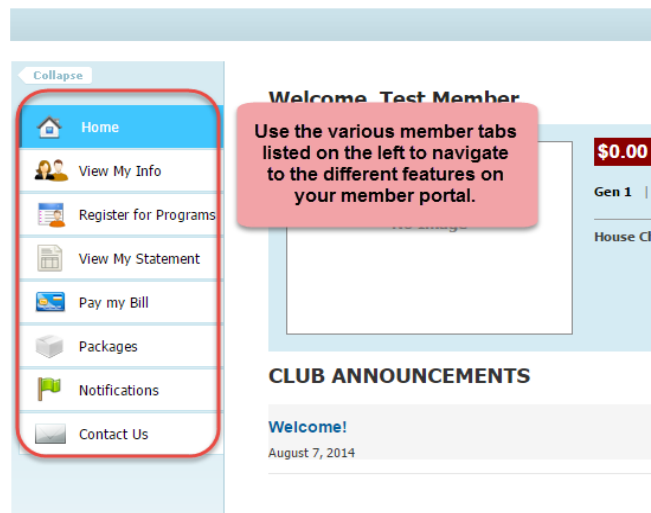 Collapse
Home
View My Info
Register for Programs
View My Statement
Pay my Bill
Packages
Notifications
Contact Us
Welcome, Test Member
Use the various member tabs
listed on the left to navigate
to the different features on
your member portal.
No Image
$0.00
Gen 1 |
House
CLUB ANNOUNCEMENTS
Welcome!
August 7, 2014